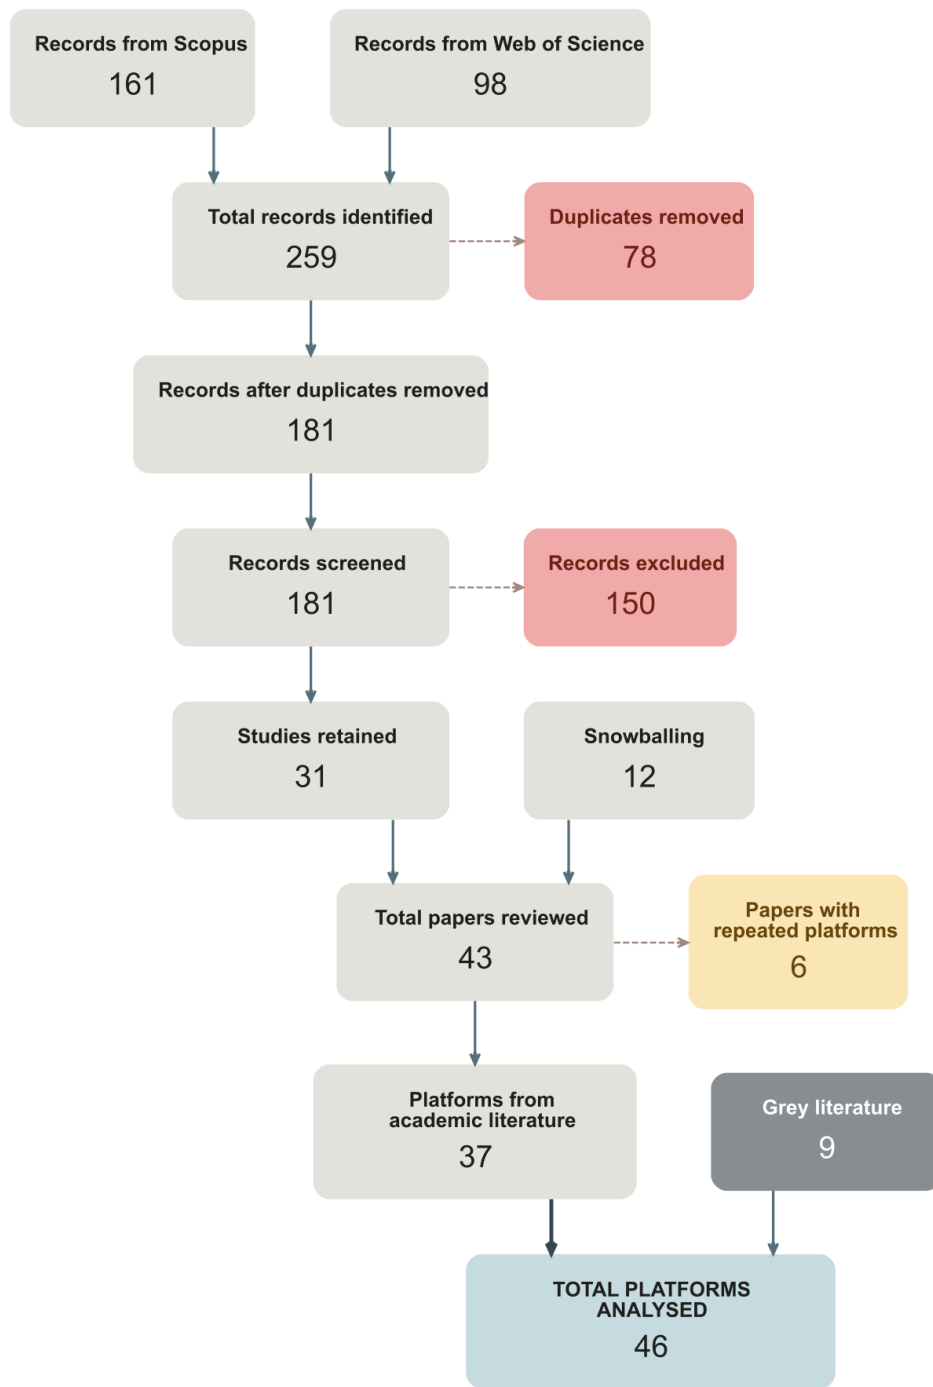 Records from Scopus
161
Records from Web of Science
98
Total records identified
259
Duplicates removed
78
Records after duplicates removed
181
Records screened
181
Records excluded
150
Studies retained
31
Snowballing
12
Total papers reviewed
43
Papers with
repeated platforms
6
Platforms from
academic literature
37
Grey literature
9
TOTAL PLATFORMS
ANALYSED
46